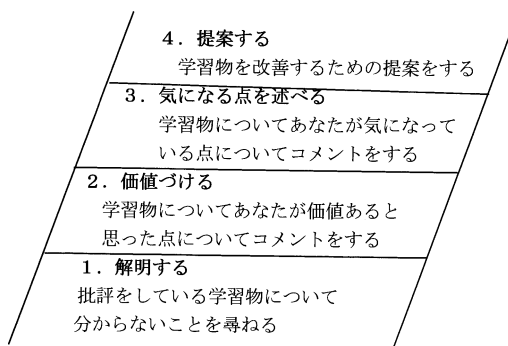 4．提案する
学習物を改善するための提案をする
3．気になる点を述べる
学習物についてあなたが気になって
いる点についてコメントをする
2．価値づける
学習物についてあなたが価値あると
思った点についてコメントをする
1．解明する
批評をしている学習物について
分からないことを尋ねる